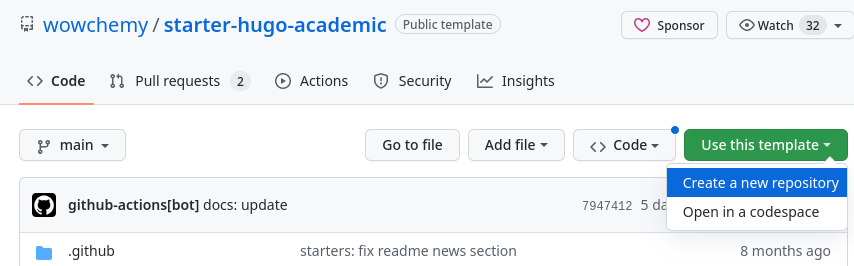 wowchemy / starter-hugo-academic Public template Sponsor Watch 32
Code Pull requests 2 Actions Security Insights
main Go to file Add file Code Use this template
Create a new repository
github-actions[bot] docs: update 7947412 5 da
Open in a codespace
.github starters: fix readme news section 8 months ago